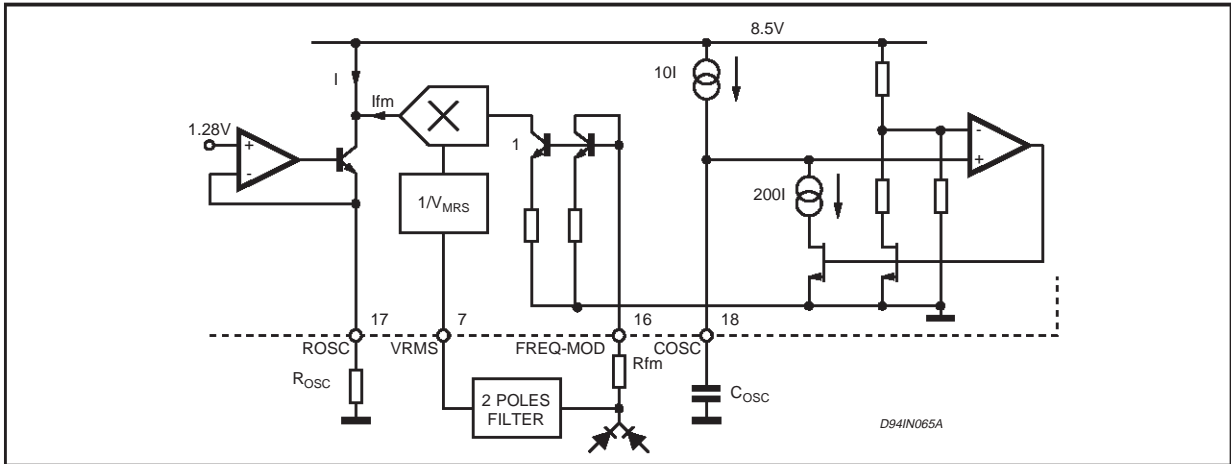 8.5V
I
10I
Ifm
1.28V
+
-
1
-
+
200I
1/VMRS
17
7
16
18
ROSC
VRMS
FREQ-MOD
COSC
Rfm
ROSC
2 POLES
FILTER
COSC
D94IN065A